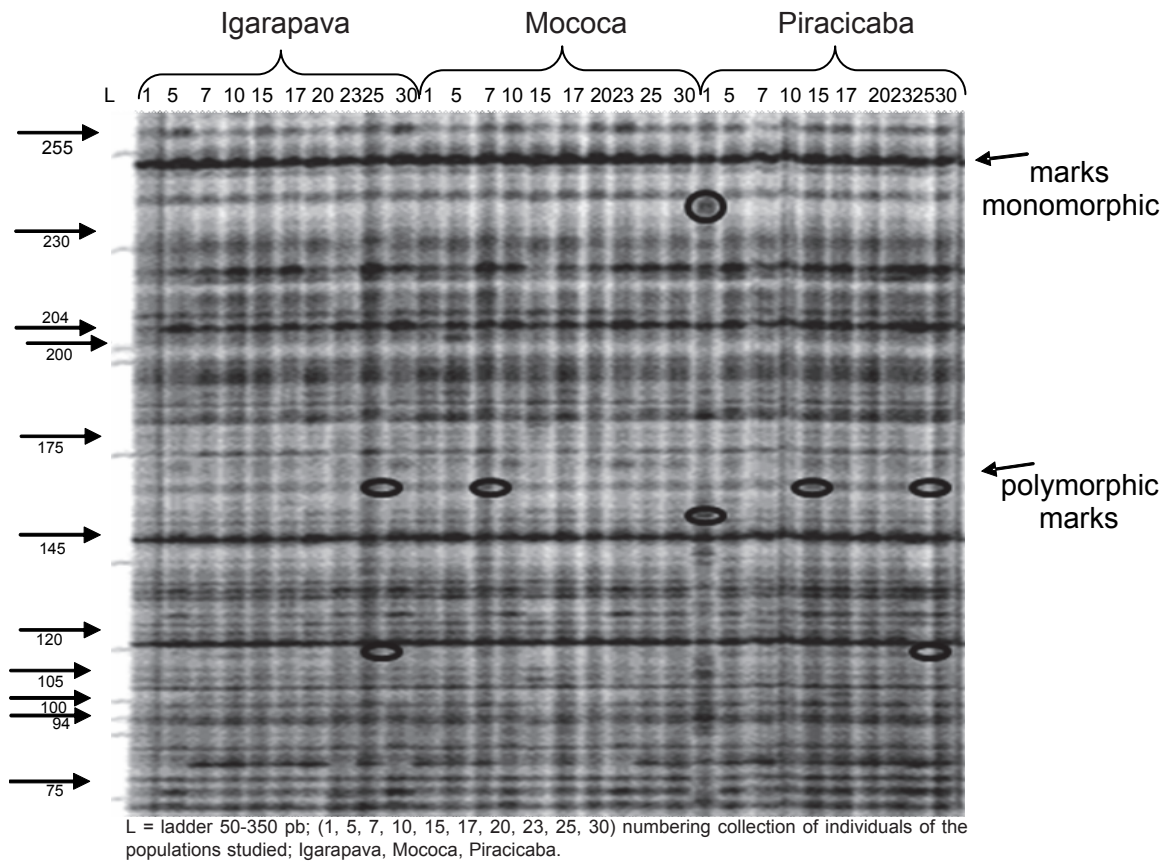 Igarapava Mococa Piracicaba
L 1 5 7 10 15 17 20 23 25 30 1 5 7 10 15 17 20 23 25 30 1 5 7 10 15 17 20 23 25 30
255
marks
monomorphic
230
204
200
175
polymorphic
marks
145
120
105
100
94
75
L = ladder 50-350 pb; (1, 5, 7, 10, 15, 17, 20, 23, 25, 30) numbering collection of individuals of the
populations studied; Igarapava, Mococa, Piracicaba.